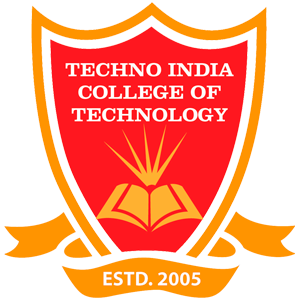 TECHNO INDIA
COLLEGE OF
TECHNOLOGY
ESTD. 2005